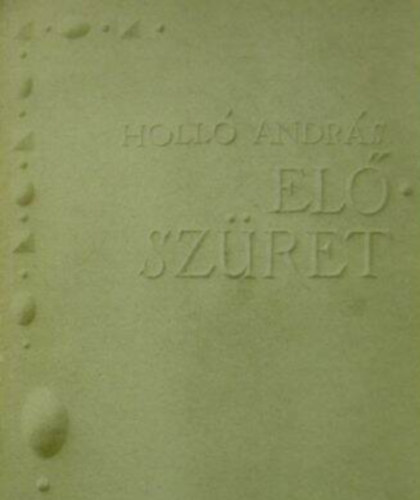 HOLLÓ ANDRÁS
ELŐ
SZÜRET